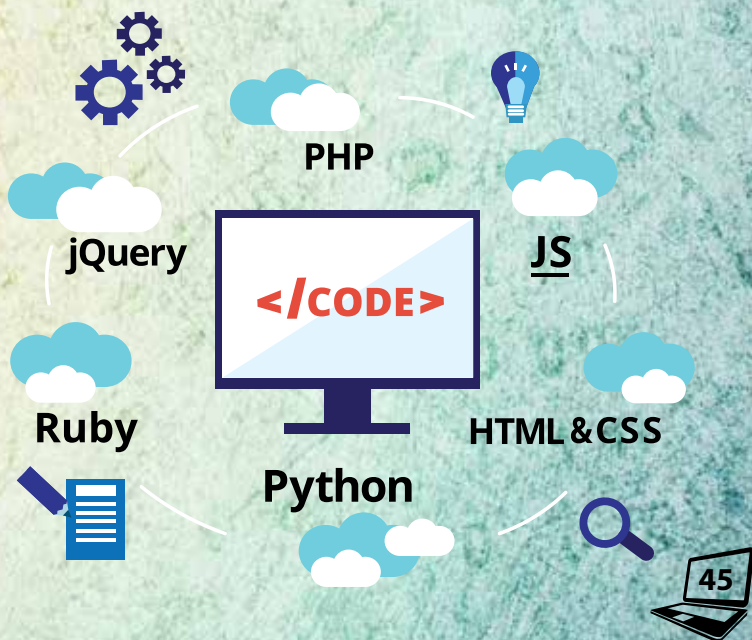 PHP
jQuery
JS
</CODE>
Ruby
HTML&CSS
Python
45